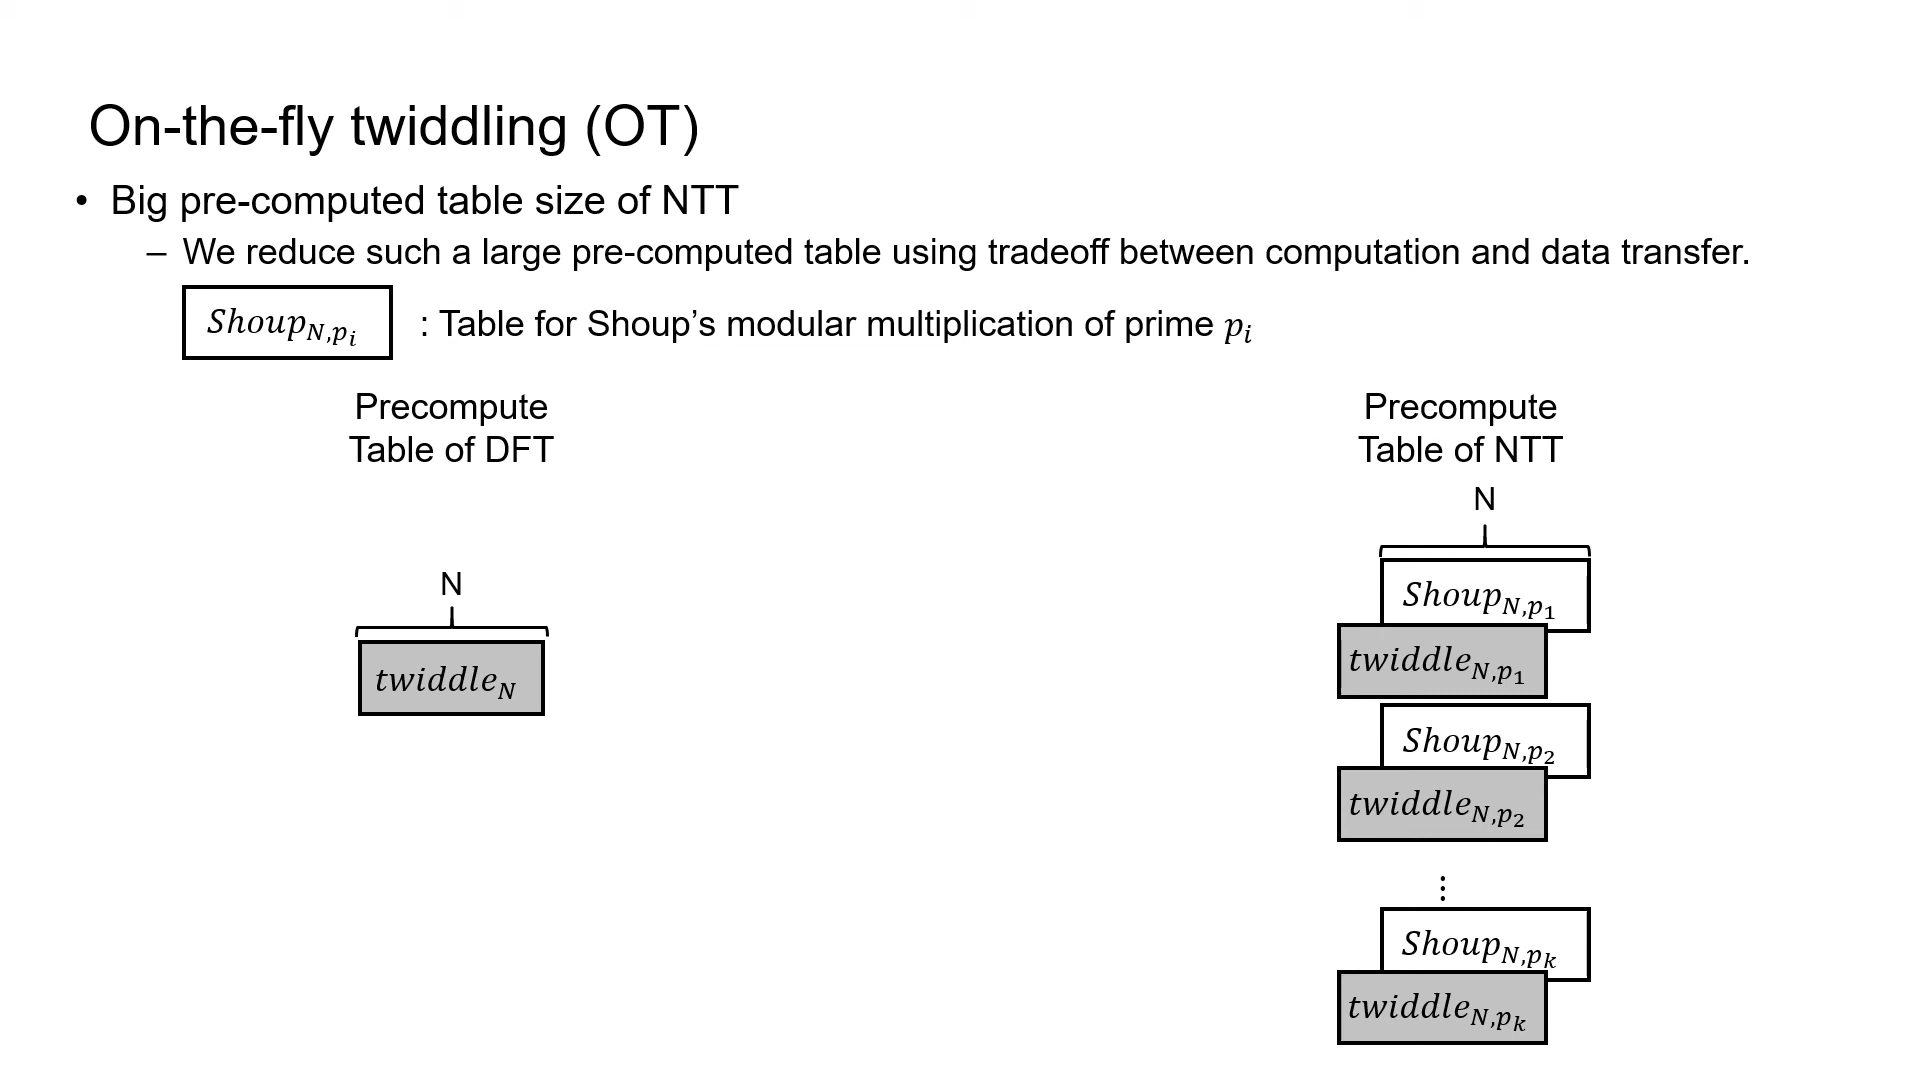 On-the-fly twiddling (OT)
• Big pre-computed table size of NTT
– We reduce such a large pre-computed table using tradeoff between computation and data transfer.
Shoup_{N,p_i} : Table for Shoup's modular multiplication of prime p_i
Precompute
Table of DFT
N
twiddle_N
Precompute
Table of NTT
N
Shoup_{N,p_1}
twiddle_{N,p_1}
Shoup_{N,p_2}
twiddle_{N,p_2}
⋮
Shoup_{N,p_k}
twiddle_{N,p_k}